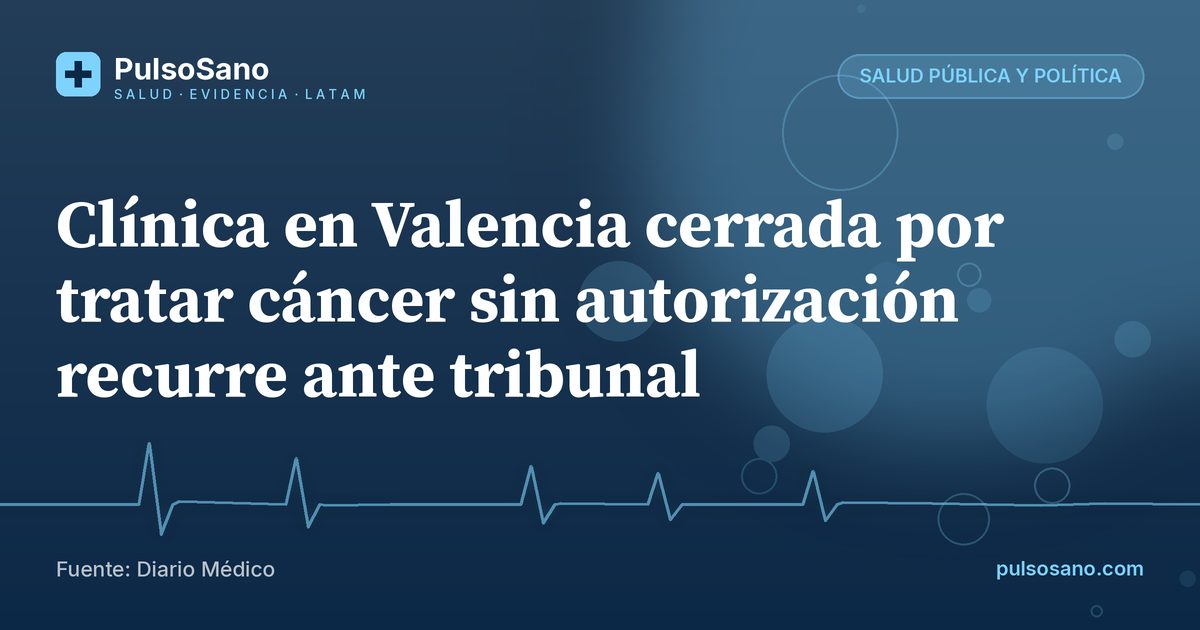 PulsoSano
SALUD · EVIDENCIA · LATAM
SALUD PÚBLICA Y POLÍTICA
Clínica en Valencia cerrada por
tratar cáncer sin autorización
recurre ante tribunal
Fuente: Diario Médico
pulsosano.com